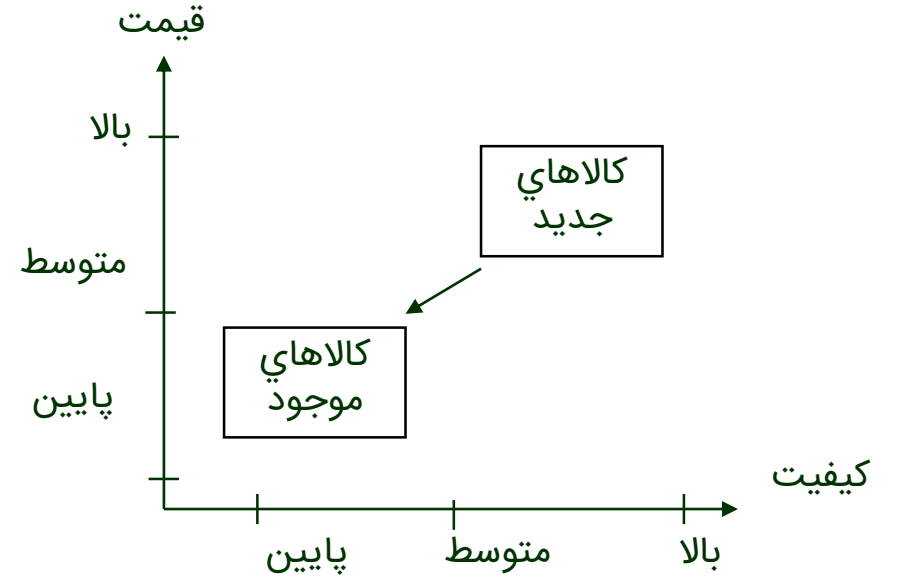 قيمت
بالا
كالاهاي
جديد
متوسط
كالاهاي
موجود
پايين
كيفيت
پايين
متوسط
بالا